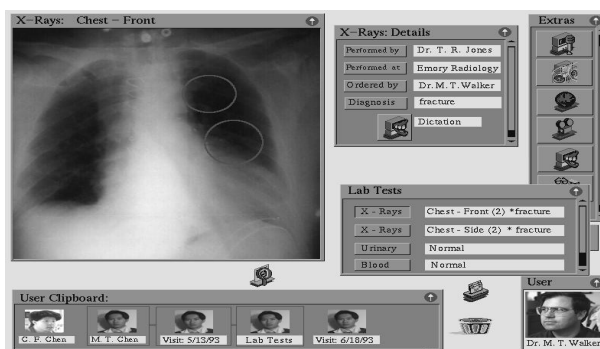 X-Rays: Chest - Front
X-Rays: Details
Extras
Performed by Dr. T. R. Jones
Performed at Emory Radiology
Ordered by Dr. M. T. Walker
Diagnosis fracture
Dictation
Lab Tests
X - Rays Chest - Front (2) *fracture
X - Rays Chest - Side (2) * fracture
Urinary Normal
Blood Normal
User Clipboard:
User
C. F. Chen
M. T. Chen
Visit: 5/13/93
Lab Tests
Visit: 6/18/93
Dr. M. T. Walker